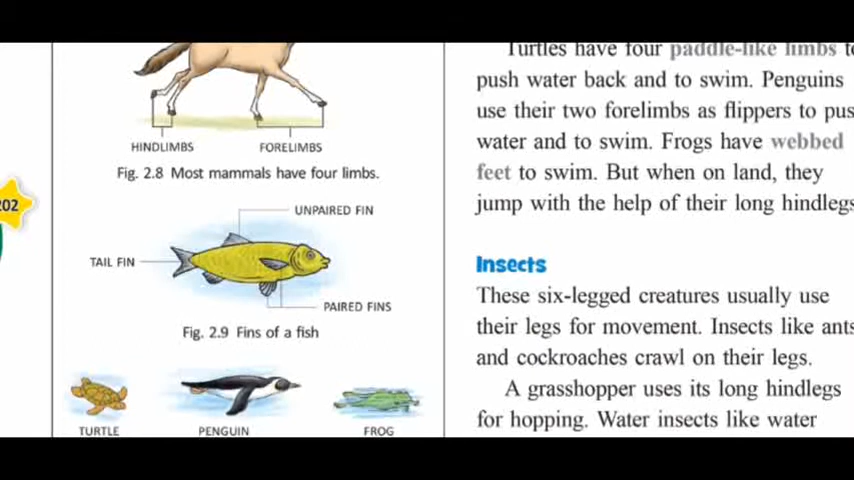 202
HINDLIMBS
FORELIMBS
Fig. 2.8 Most mammals have four limbs.
UNPAIRED FIN
TAIL FIN
PAIRED FINS
Fig. 2.9 Fins of a fish
TURTLE
PENGUIN
FROG
Turtles have four paddle-like limbs
push water back and to swim. Penguins
use their two forelimbs as flippers to
water and to swim. Frogs have webbed
feet to swim. But when on land, they
jump with the help of their long hindlegs
Insects
These six-legged creatures usually use
their legs for movement. Insects like ants
and cockroaches crawl on their legs.
A grasshopper uses its long hindlegs
for hopping. Water insects like water